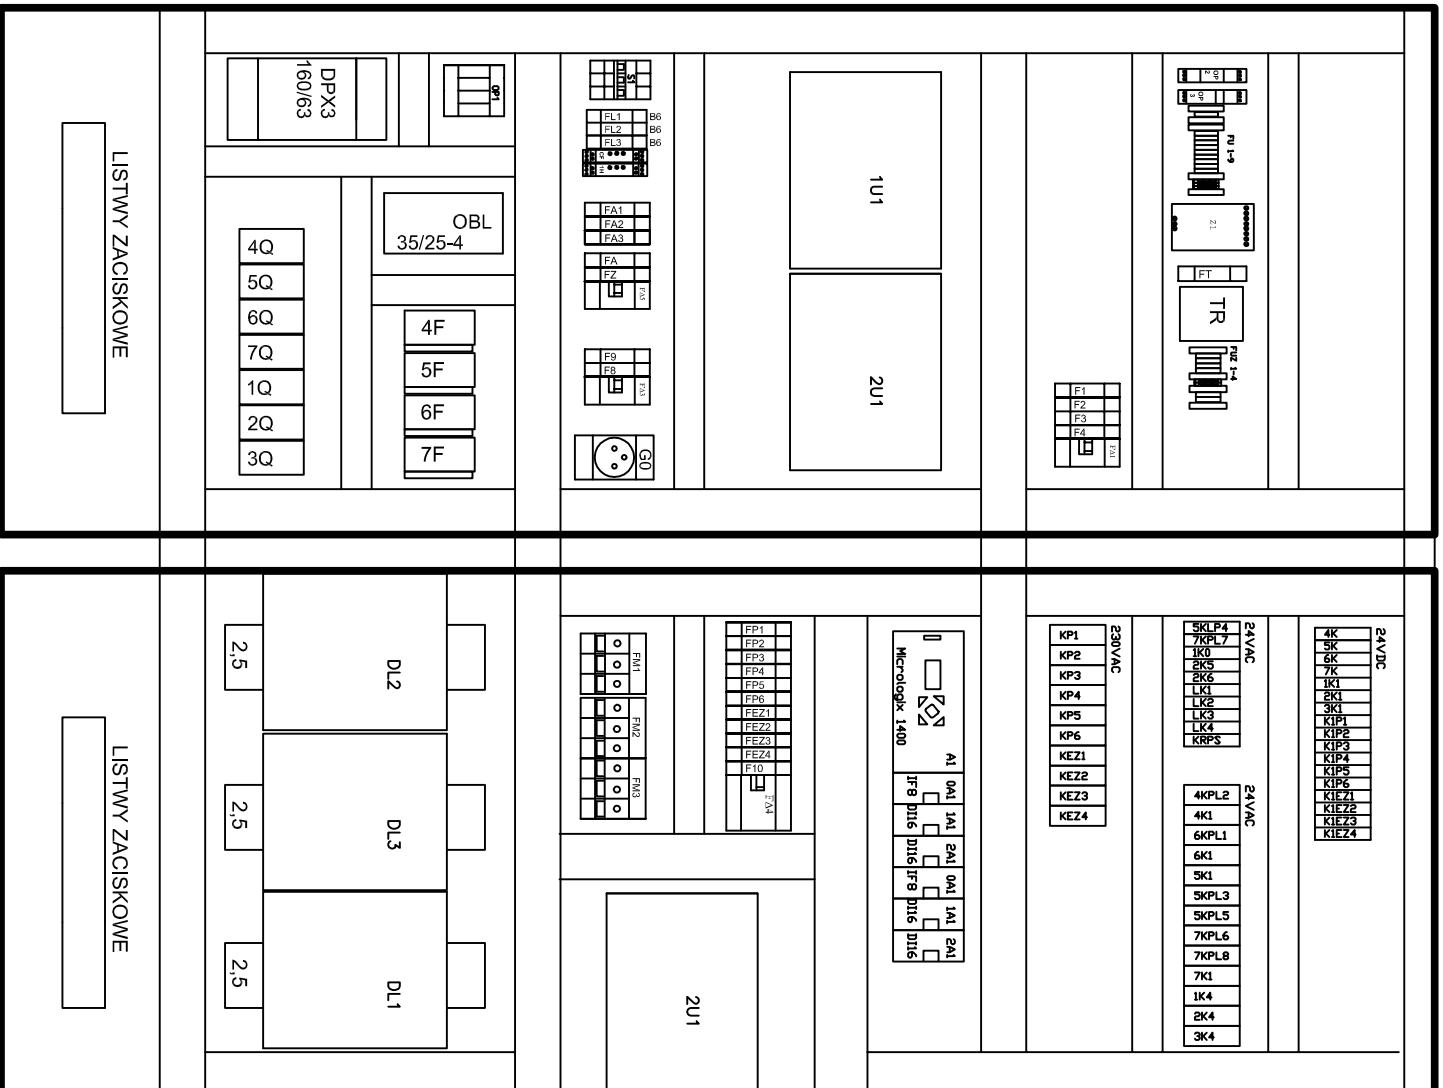 LISTWY ZACISKOWE
DPX3
160/63
OP1
OBL
35/25-4
4Q
5Q
6Q
7Q
1Q
2Q
3Q
4F
5F
6F
7F
S1
FL1 B6
FL2 B6
FL3 B6
FA1
FA2
FA3
FA
FZ
F9
F8
G0
1U1
2U1
F1
F2
F3
F4
OP
2
OP
3
FU 1-9
Z1
FT
TR
FUZ 1-4
LISTWY ZACISKOWE
2,5
DL2
2,5
DL3
2,5
DL1
FM1
FM2
FM3
FP1
FP2
FP3
FP4
FP5
FP6
FEZ1
FEZ2
FEZ3
FEZ4
F10
2U1
Micrologix 1400
A1
IF8 0A1
DI16 1A1
DI16 2A1
IF8 0A1
DI16 1A1
DI16 2A1
230VAC
KP1
KP2
KP3
KP4
KP5
KP6
KEZ1
KEZ2
KEZ3
KEZ4
24VAC
5KLP4
7KPL7
1K0
2K5
2K6
LK1
LK2
LK3
LK4
KRPS
24VAC
4KPL2
4K1
6KPL1
6K1
5K1
5KPL3
5KPL5
7KPL6
7KPL8
7K1
1K4
2K4
3K4
24VDC
4K
5K
6K
7K
1K1
2K1
3K1
K1P1
K1P2
K1P3
K1P4
K1P5
K1P6
K1EZ1
K1EZ2
K1EZ3
K1EZ4